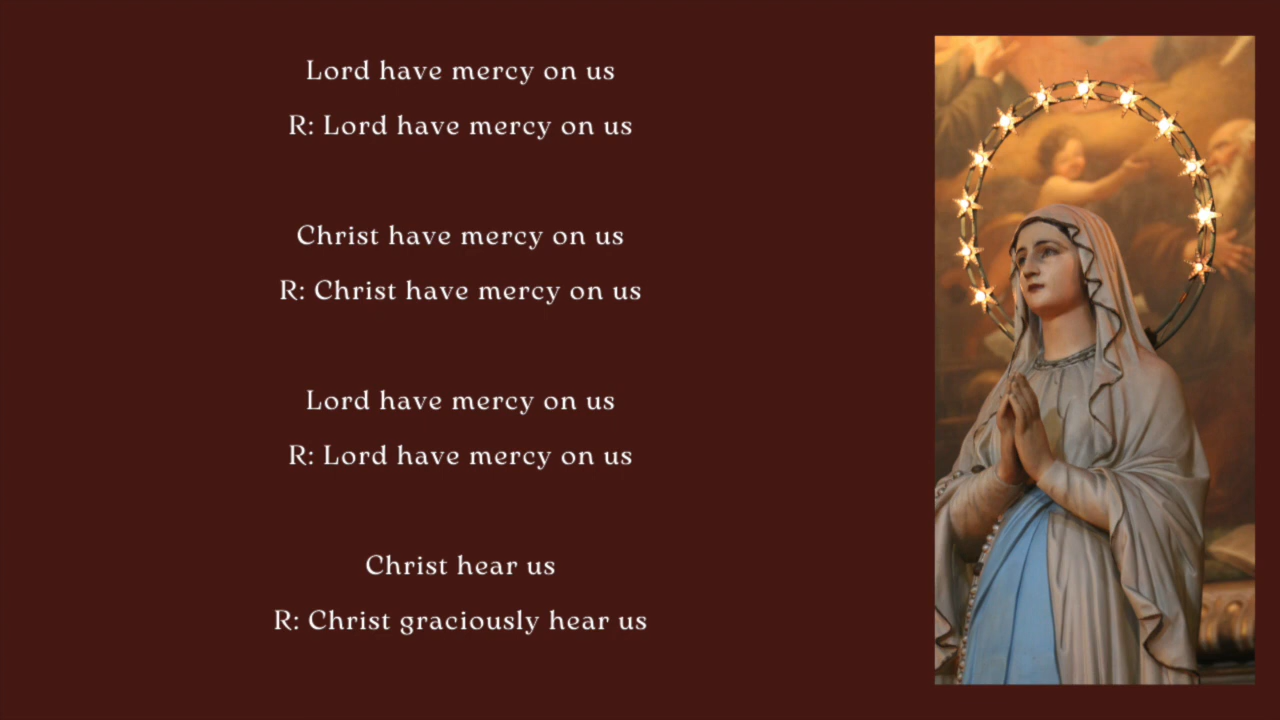 Lord have mercy on us
R: Lord have mercy on us
Christ have mercy on us
R: Christ have mercy on us
Lord have mercy on us
R: Lord have mercy on us
Christ hear us
R: Christ graciously hear us